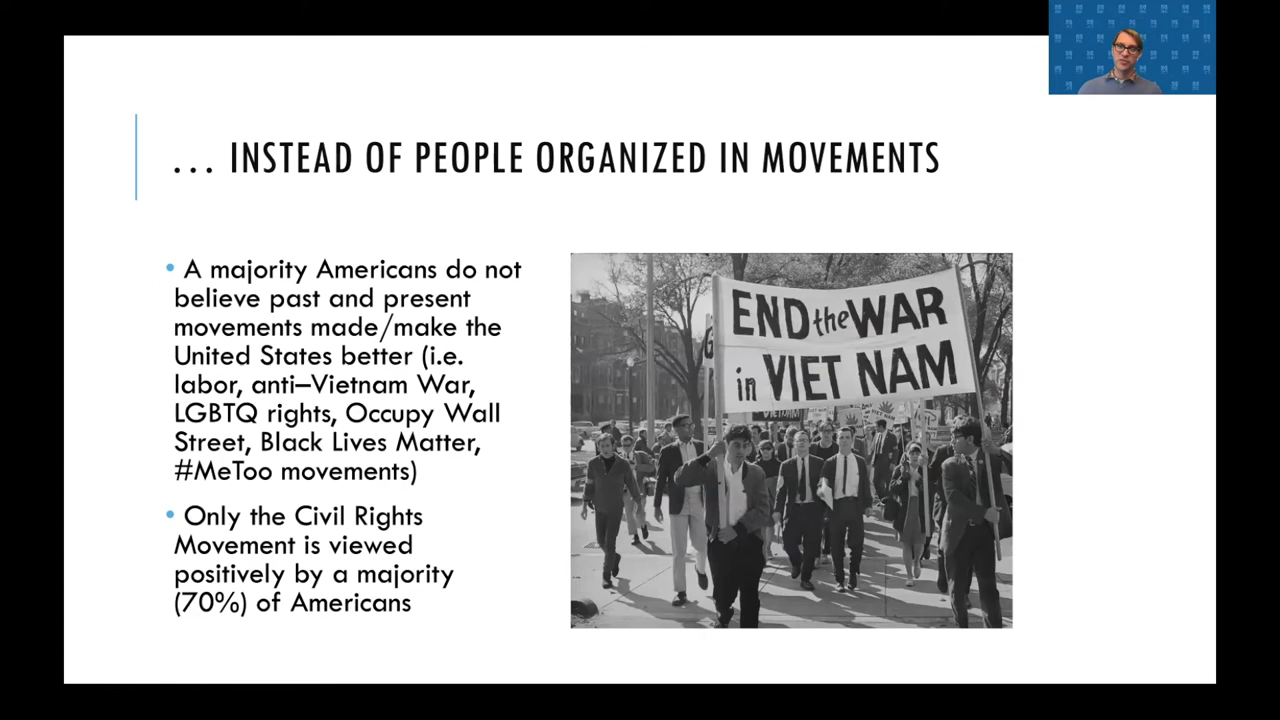 ... INSTEAD OF PEOPLE ORGANIZED IN MOVEMENTS
• A majority Americans do not
believe past and present
movements made/make the
United States better (i.e.
labor, anti–Vietnam War,
LGBTQ rights, Occupy Wall
Street, Black Lives Matter,
#MeToo movements)
• Only the Civil Rights
Movement is viewed
positively by a majority
(70%) of Americans
END the WAR
in VIET NAM